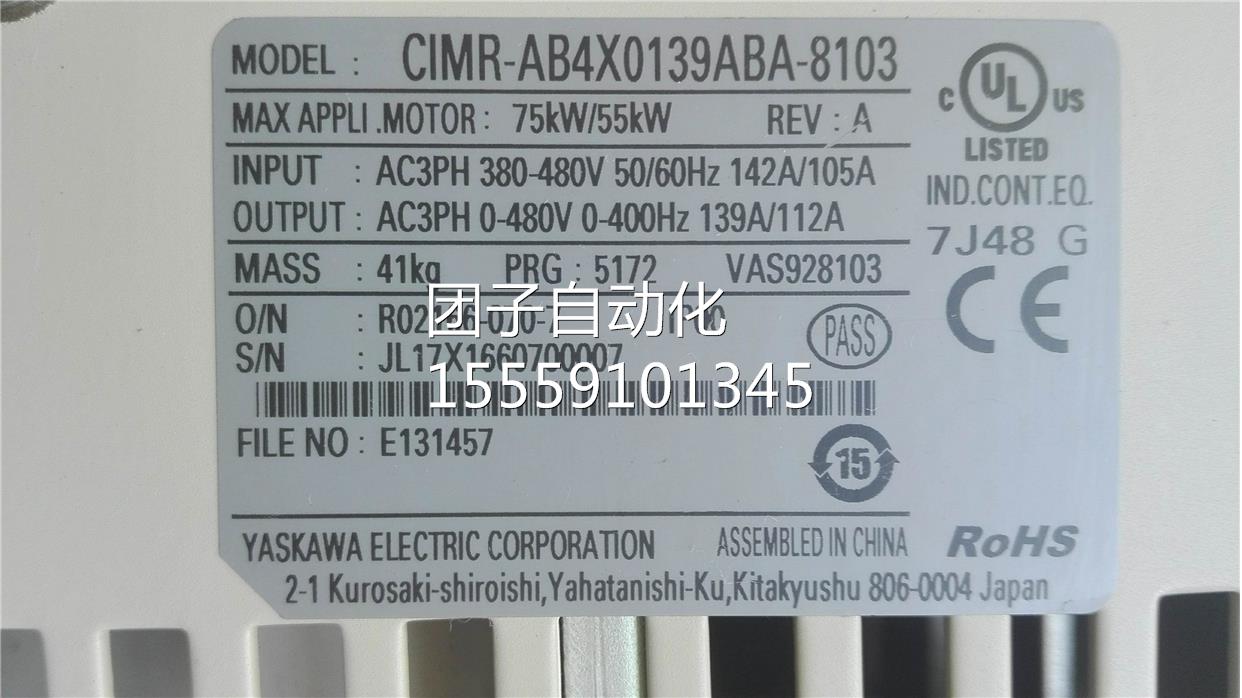 MODEL : CIMR-AB4X0139ABA-8103
MAX APPLI .MOTOR : 75kW/55kW REV : A
INPUT : AC3PH 380-480V 50/60Hz 142A/105A
OUTPUT : AC3PH 0-480V 0-400Hz 139A/112A
MASS : 41kg PRG : 5172 VAS928103
O/N :
S/N : JL17X1660700007
团子自动化
15559101345
PASS
FILE NO : E131457
15
YASKAWA ELECTRIC CORPORATION ASSEMBLED IN CHINA
2-1 Kurosaki-shiroishi,Yahatanishi-Ku,Kitakyushu 806-0004 Japan
C UL US
LISTED
IND.CONT.EQ.
7J48 G
CE
RoHS